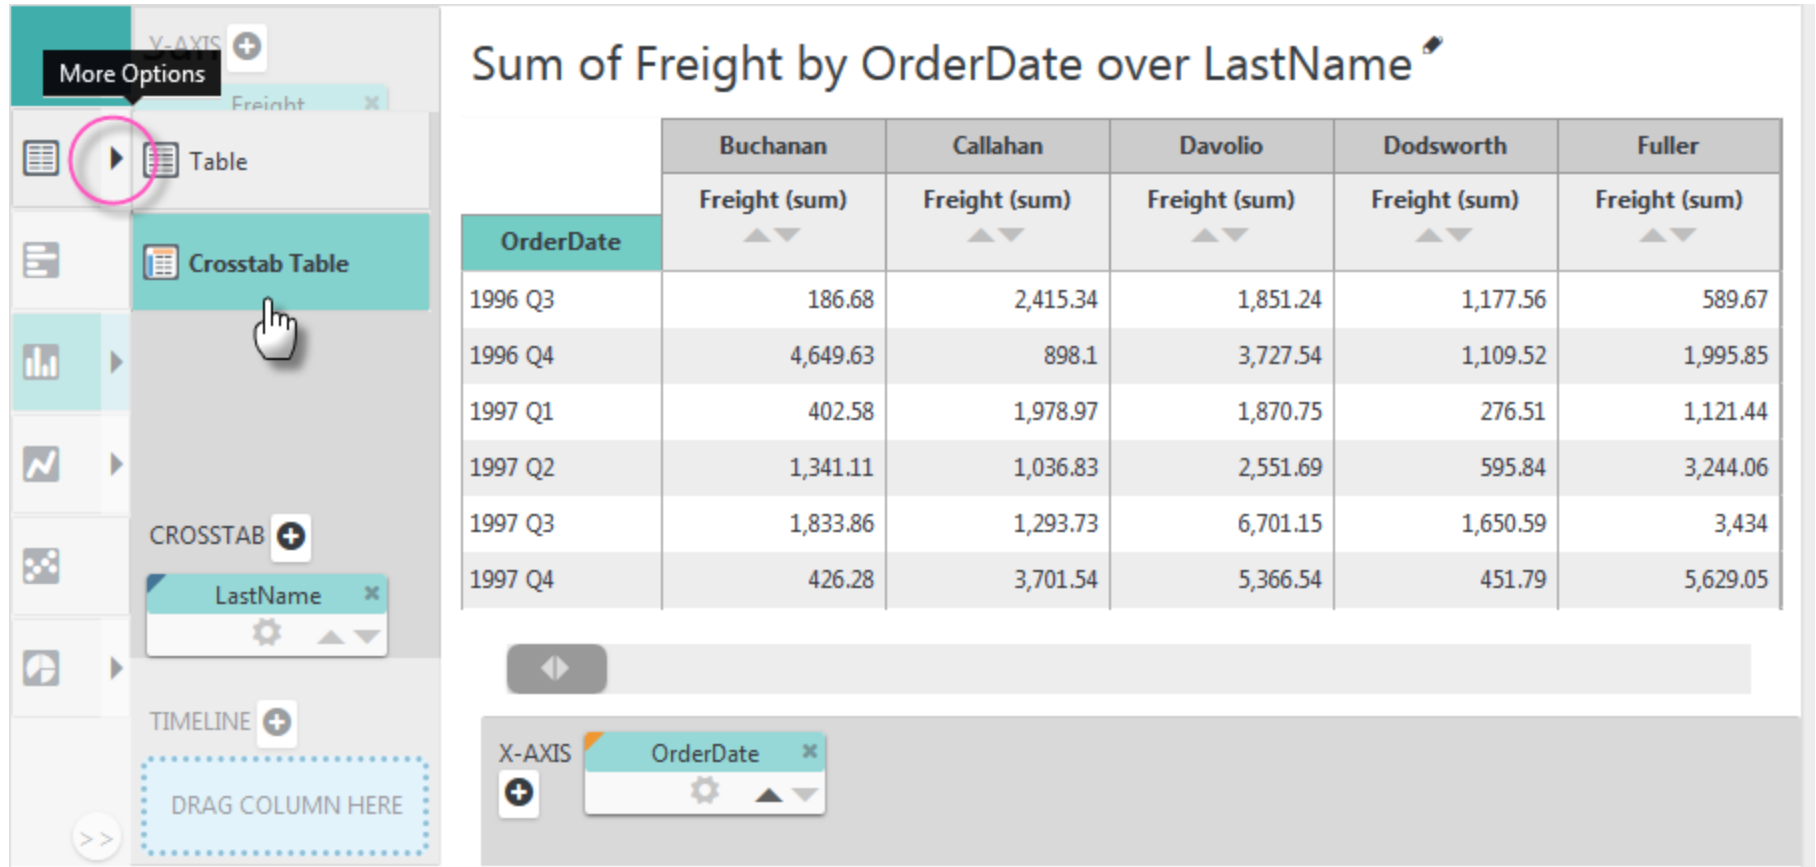 Y-AXIS
More Options
Freight
Table
Crosstab Table
CROSSTAB
LastName
TIMELINE
DRAG COLUMN HERE
>>
Sum of Freight by OrderDate over LastName
Buchanan Callahan Davolio Dodsworth Fuller
Freight (sum) Freight (sum) Freight (sum) Freight (sum) Freight (sum)
OrderDate
1996 Q3 186.68 2,415.34 1,851.24 1,177.56 589.67
1996 Q4 4,649.63 898.1 3,727.54 1,109.52 1,995.85
1997 Q1 402.58 1,978.97 1,870.75 276.51 1,121.44
1997 Q2 1,341.11 1,036.83 2,551.69 595.84 3,244.06
1997 Q3 1,833.86 1,293.73 6,701.15 1,650.59 3,434
1997 Q4 426.28 3,701.54 5,366.54 451.79 5,629.05
X-AXIS OrderDate